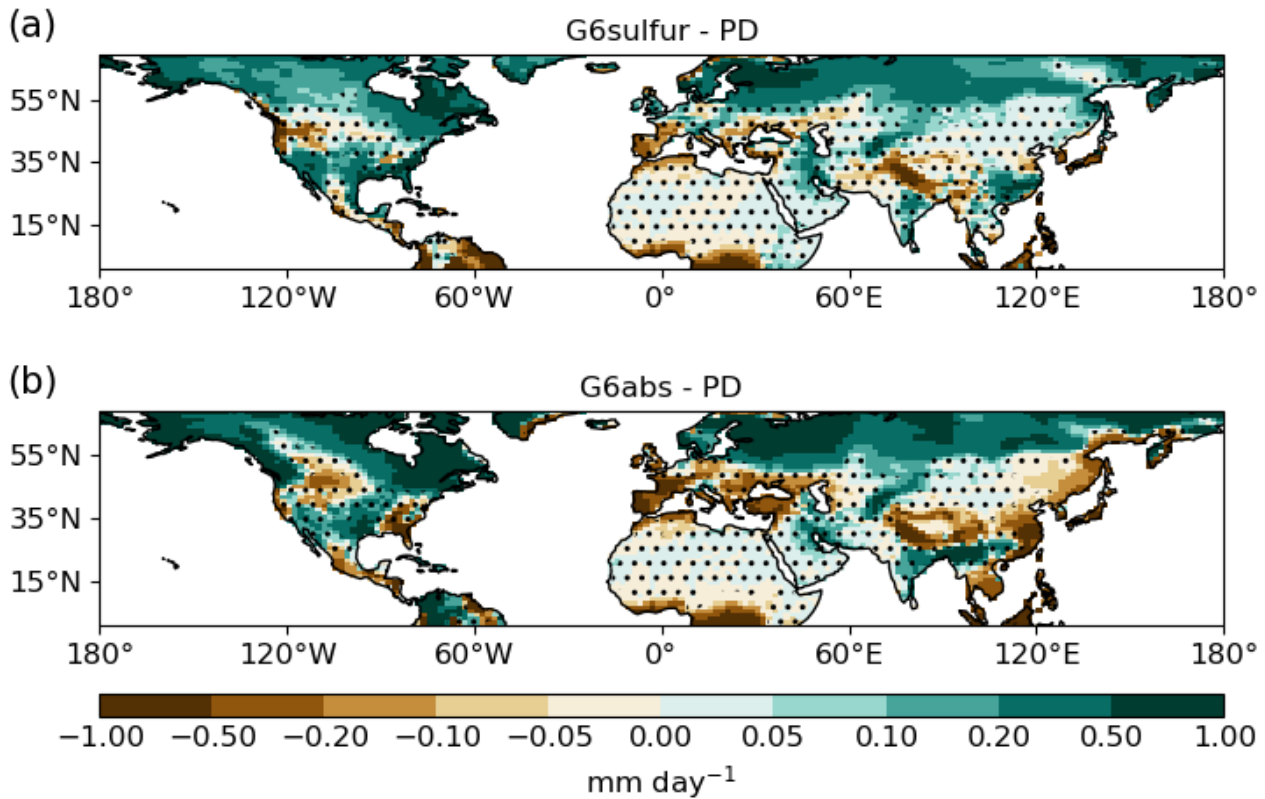 (a)
G6sulfur - PD
55°N
35°N
15°N
180° 120°W 60°W 0° 60°E 120°E 180°
(b)
G6abs - PD
55°N
35°N
15°N
180° 120°W 60°W 0° 60°E 120°E 180°
−1.00 −0.50 −0.20 −0.10 −0.05 0.00 0.05 0.10 0.20 0.50 1.00
mm day⁻¹